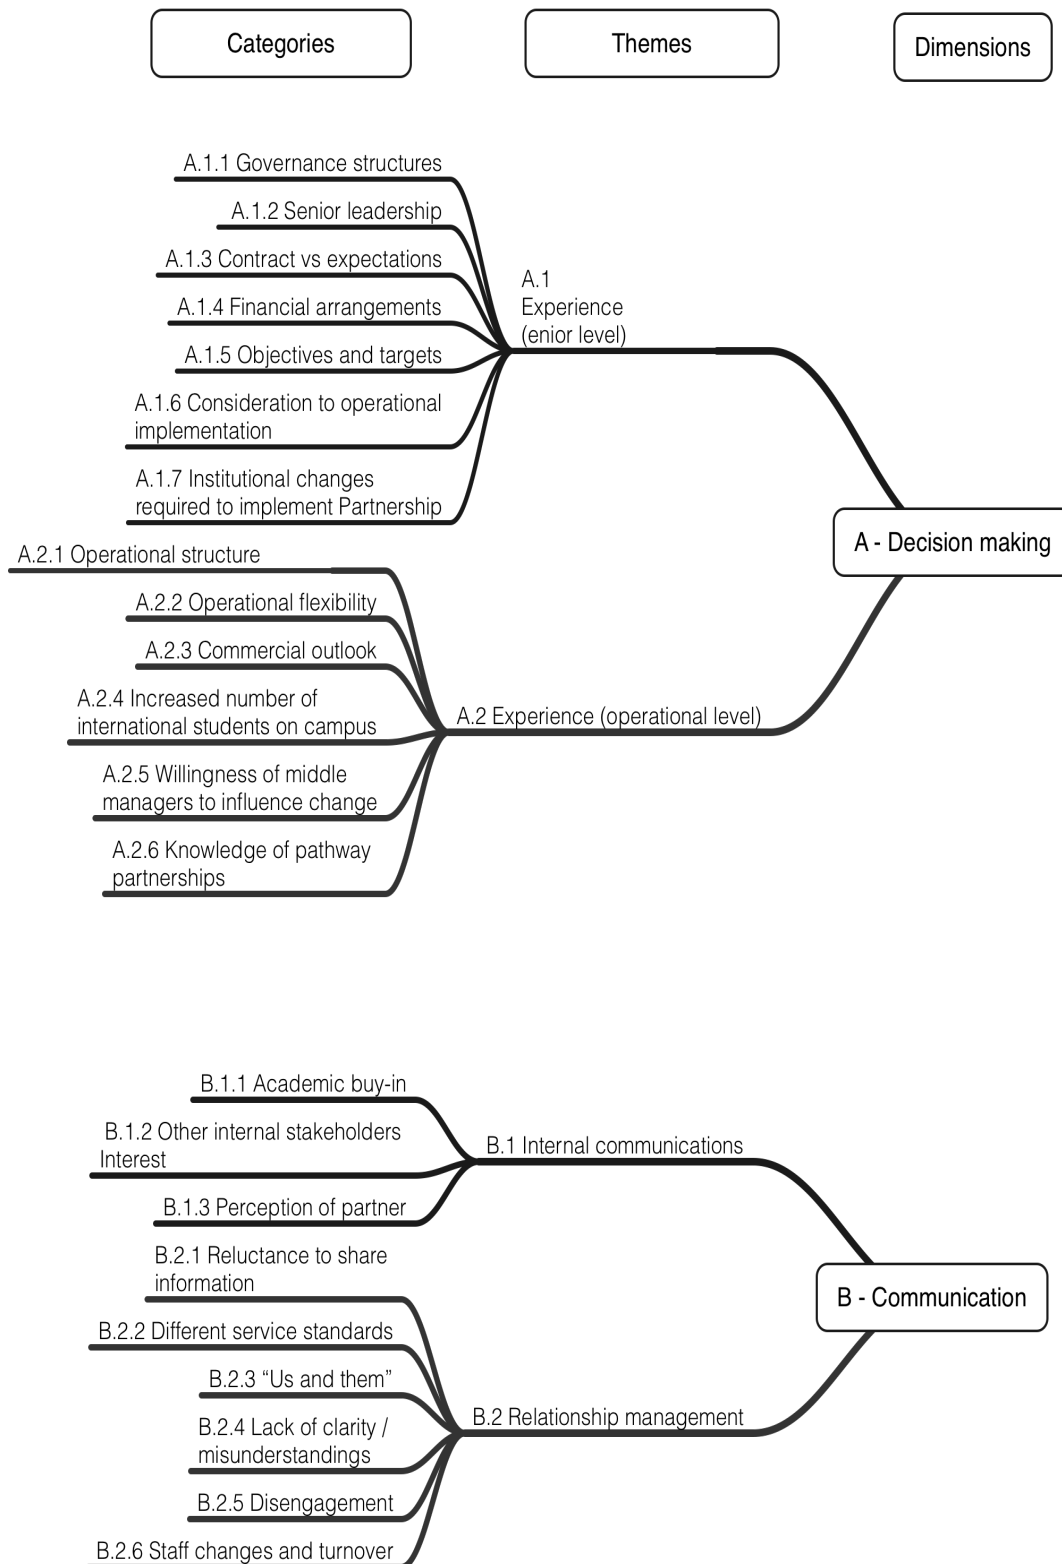 Categories
Themes
Dimensions
A.1.1 Governance structures
A.1.2 Senior leadership
A.1.3 Contract vs expectations
A.1.4 Financial arrangements
A.1.5 Objectives and targets
A.1.6 Consideration to operational
implementation
A.1.7 Institutional changes
required to implement Partnership
A.1
Experience
(enior level)
A - Decision making
A.2.1 Operational structure
A.2.2 Operational flexibility
A.2.3 Commercial outlook
A.2.4 Increased number of
international students on campus
A.2.5 Willingness of middle
managers to influence change
A.2.6 Knowledge of pathway
partnerships
A.2 Experience (operational level)
B.1.1 Academic buy-in
B.1.2 Other internal stakeholders
Interest
B.1.3 Perception of partner
B.1 Internal communications
B - Communication
B.2.1 Reluctance to share
information
B.2.2 Different service standards
B.2.3 “Us and them”
B.2.4 Lack of clarity /
misunderstandings
B.2.5 Disengagement
B.2.6 Staff changes and turnover
B.2 Relationship management